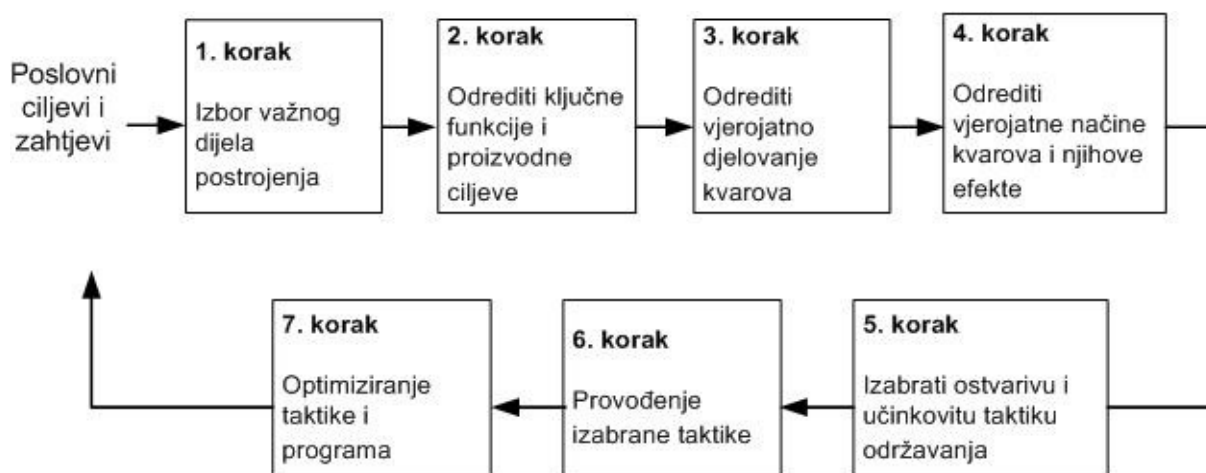 Poslovni
ciljevi i
zahtjevi
1. korak
Izbor važnog
dijela
postrojenja
2. korak
Odrediti ključne
funkcije i
proizvodne
ciljeve
3. korak
Odrediti
vjerojatno
djelovanje
kvarova
4. korak
Odrediti
vjerojatne načine
kvarova i njihove
efekte
5. korak
Izabrati ostvarivu i
učinkovitu taktiku
održavanja
6. korak
Provođenje
izabrane taktike
7. korak
Optimiziranje
taktike i
programa